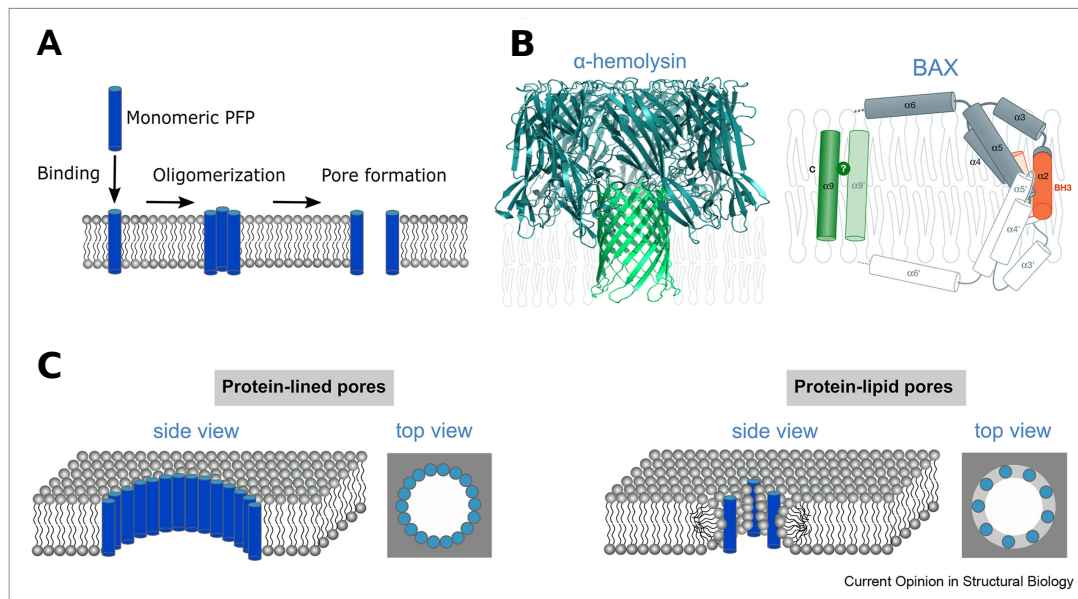 A
Monomeric PFP
Binding
Oligomerization
Pore formation
B
α-hemolysin
BAX
α6
α3
α5
α4
α2
BH3
C
α9
?
α9'
α5'
α4'
α3'
α6'
C
Protein-lined pores
side view
top view
Protein-lipid pores
side view
top view
Current Opinion in Structural Biology